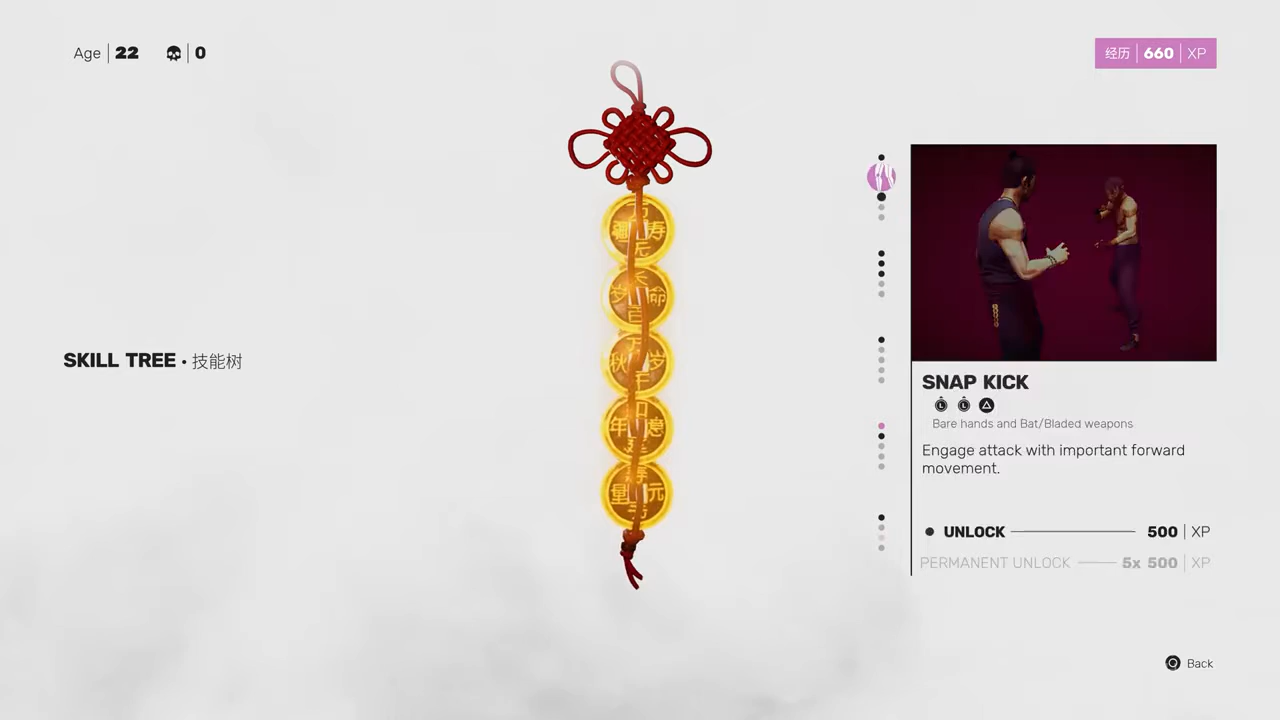 Age 22 0
经历 660 XP
SKILL TREE • 技能树
SNAP KICK
L L
Bare hands and Bat/Bladed weapons
Engage attack with important forward
movement.
UNLOCK 500 XP
PERMANENT UNLOCK 5x 500 XP
Back